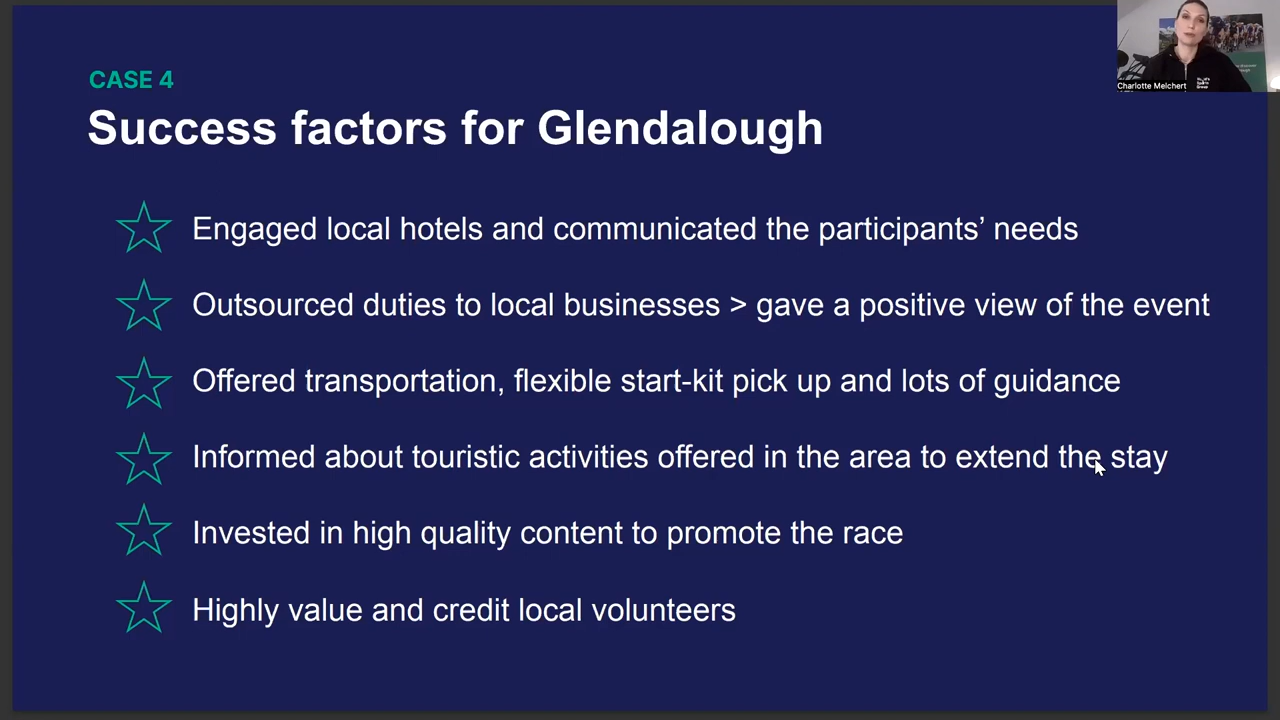 CASE 4
Success factors for Glendalough
Engaged local hotels and communicated the participants’ needs
Outsourced duties to local businesses > gave a positive view of the event
Offered transportation, flexible start-kit pick up and lots of guidance
Informed about touristic activities offered in the area to extend the stay
Invested in high quality content to promote the race
Highly value and credit local volunteers
Charlotte Melchert